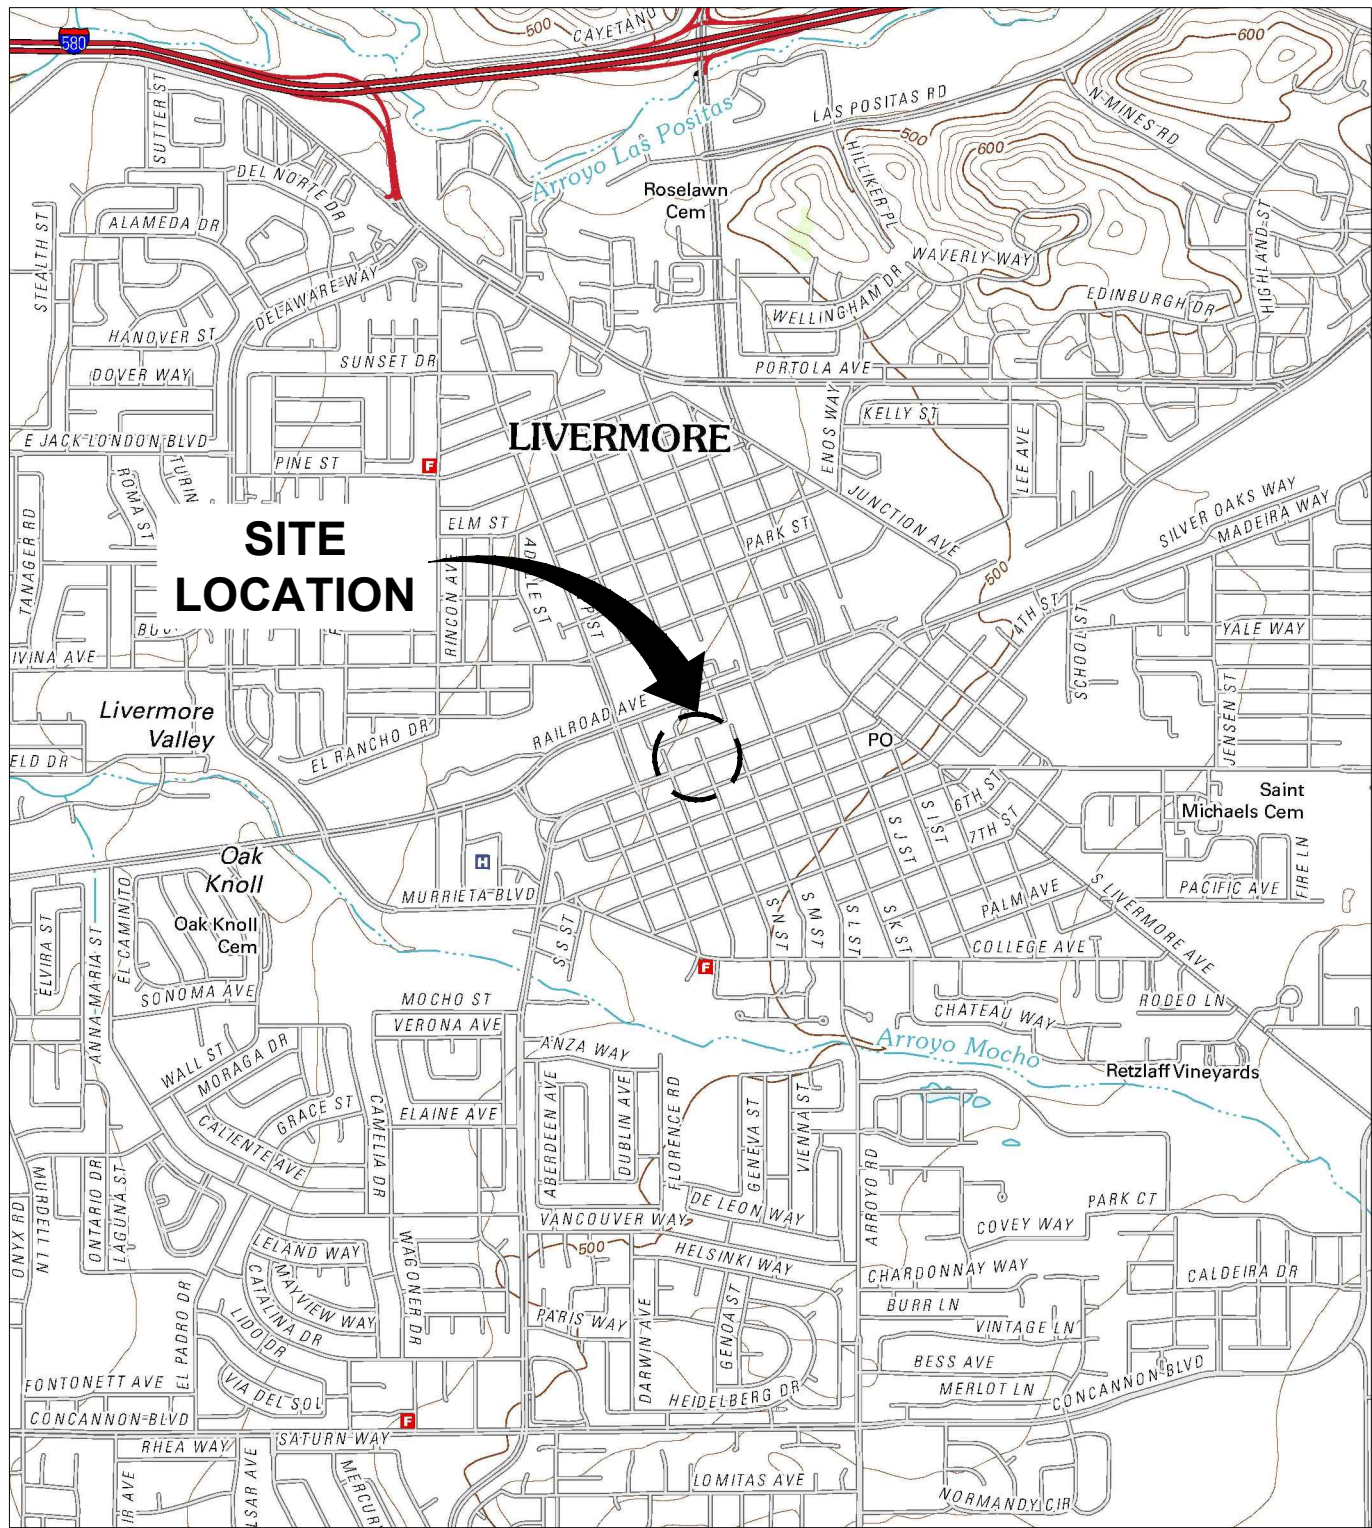 580
CAYETANO
500
600
SUTTER ST
LAS POSITAS RD
N MINES RD
Arroyo Las Positas
500
HILLIKER PL
600
DEL NORTE DR
Roselawn
Cem
STEALTH ST
ALAMEDA DR
HIGHLAND ST
WAVERLY WAY
DELAWARE WAY
WELLINGHAM DR
EDINBURGH DR
HANOVER ST
SUNSET DR
DOVER WAY
PORTOLA AVE
ENOS WAY
KELLY ST
E JACK LONDON BLVD
LIVERMORE
LEE AVE
PINE ST
F
TURIN
ROMA ST
JUNCTION AVE
SILVER OAKS WAY
MADEIRA WAY
TANAGER RD
SITE
LOCATION
ELM ST
PARK ST
RINCON AVE
P ST
500
4TH ST
SCHOOL ST
YALE WAY
IVINA AVE
JENSEN ST
Livermore
Valley
RAILROAD AVE
EL RANCHO DR
PO
ELD DR
Saint
Michaels Cem
S I ST
6TH ST
7TH ST
S J ST
Oak
Knoll
H
MURRIETA BLVD
PALM AVE
S LIVERMORE AVE
PACIFIC AVE
FIRE LN
ELVIRA ST
ANNA MARIA ST
EL CAMINITO
Oak Knoll
Cem
S S ST
S N ST
S M ST
S L ST
S K ST
COLLEGE AVE
F
SONOMA AVE
MOCHO ST
VERONA AVE
RODEO LN
CHATEAU WAY
WALL ST
MORAGA DR
ANZA WAY
Arroyo Mocho
Retzlaff Vineyards
GRACE ST
CALIENTE AVE
CAMELIA DR
ELAINE AVE
ABERDEEN AVE
DUBLIN AVE
FLORENCE RD
GENEVA ST
VIENNA ST
ARROYO RD
ONYX RD
MURDELL LN
ONTARIO DR
LAGUNA ST
DE LEON WAY
PARK CT
VANCOUVER WAY
COVEY WAY
500
LELAND WAY
WAGONER DR
HELSINKI WAY
CHARDONNAY WAY
CALDEIRA DR
MAYVIEW WAY
CATALINA DR
LIDO DR
EL PADRO DR
BURR LN
PARIS WAY
DARWIN AVE
GENOA ST
VINTAGE LN
BESS AVE
FONTONETT AVE
VIA DEL SOL
HEIDELBERG DR
MERLOT LN
CONCANNON BLVD
CONCANNON BLVD
F
SATURN WAY
RHEA WAY
IR AVE
LSAR AVE
MERCUR
LOMITAS AVE
NORMANDY CIR